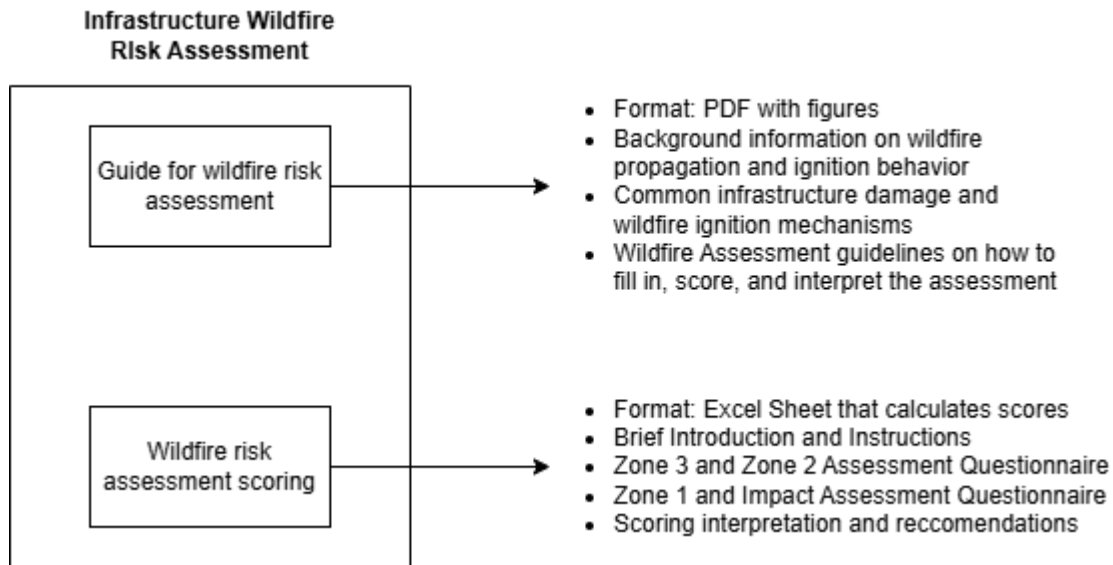 Infrastructure Wildfire
RIsk Assessment
Guide for wildfire risk
assessment
• Format: PDF with figures
• Background information on wildfire
propagation and ignition behavior
• Common infrastructure damage and
wildfire ignition mechanisms
• Wildfire Assessment guidelines on how to
fill in, score, and interpret the assessment
Wildfire risk
assessment scoring
• Format: Excel Sheet that calculates scores
• Brief Introduction and Instructions
• Zone 3 and Zone 2 Assessment Questionnaire
• Zone 1 and Impact Assessment Questionnaire
• Scoring interpretation and reccomendations